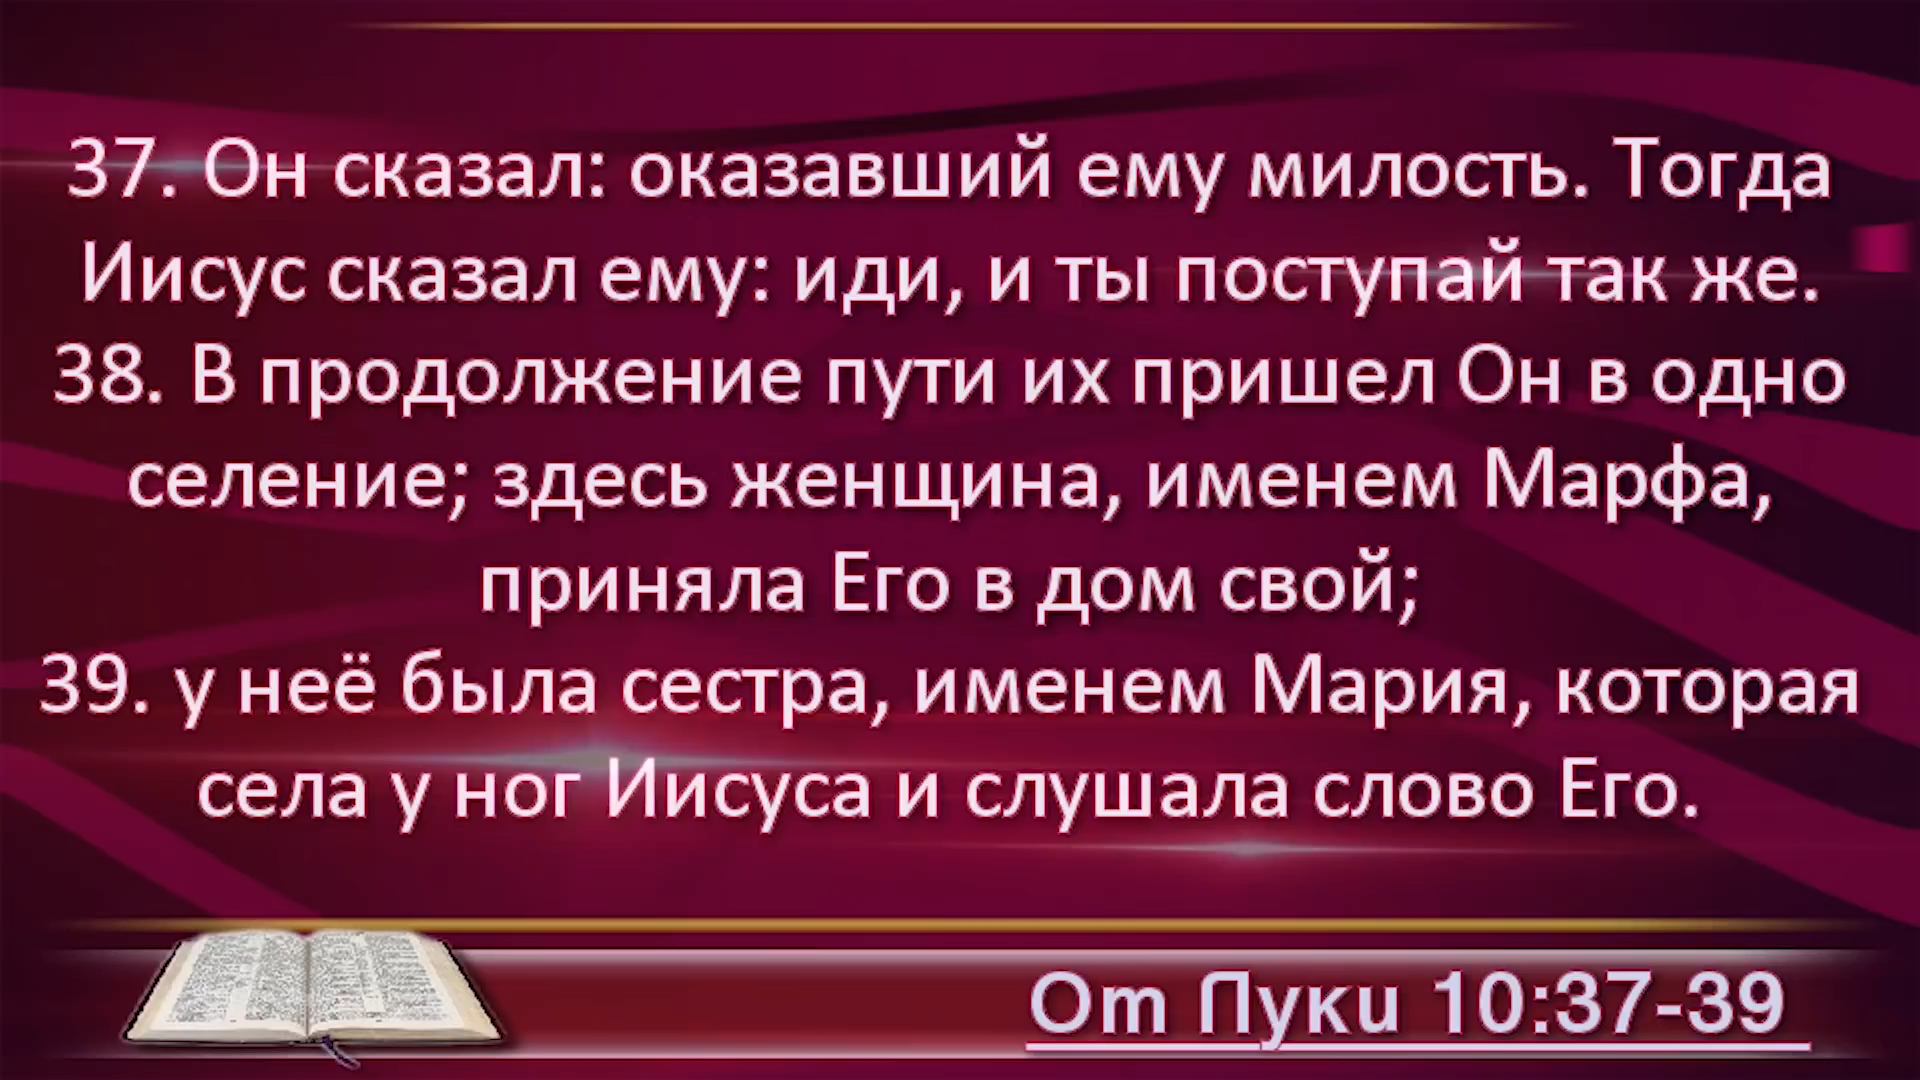 37. Он сказал: оказавший ему милость. Тогда
Иисус сказал ему: иди, и ты поступай так же.
38. В продолжение пути их пришел Он в одно
селение; здесь женщина, именем Марфа,
приняла Его в дом свой;
39. у неё была сестра, именем Мария, которая
села у ног Иисуса и слушала слово Его.
От Луки 10:37-39